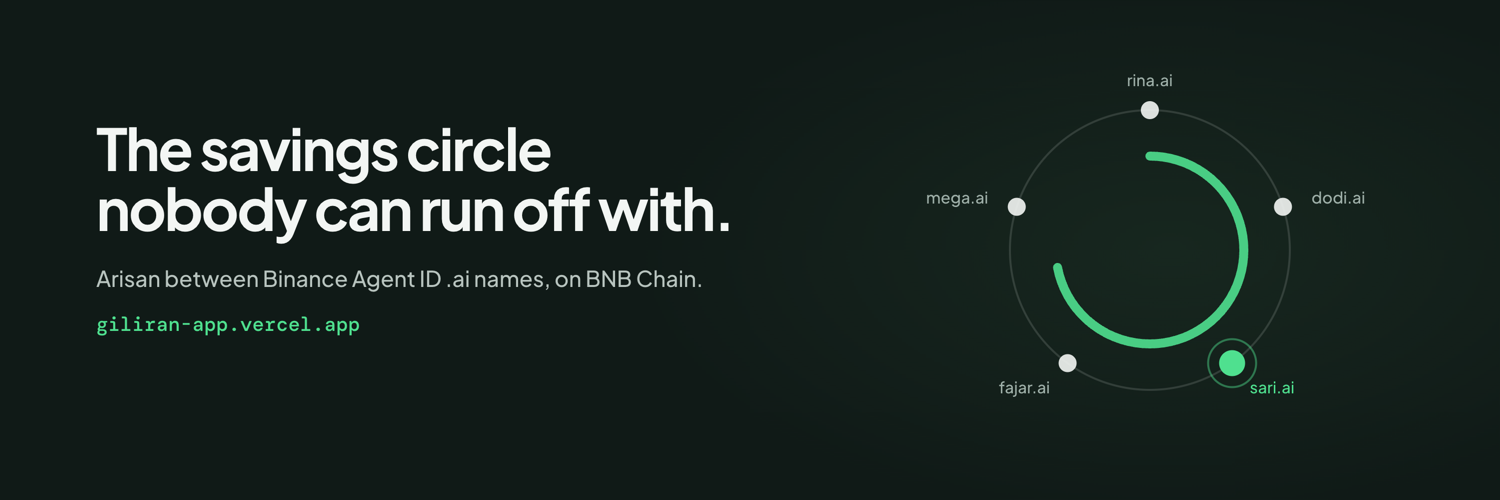 The savings circle
nobody can run off with.
Arisan between Binance Agent ID .ai names, on BNB Chain.
giliran-app.vercel.app
rina.ai
mega.ai
dodi.ai
fajar.ai
sari.ai